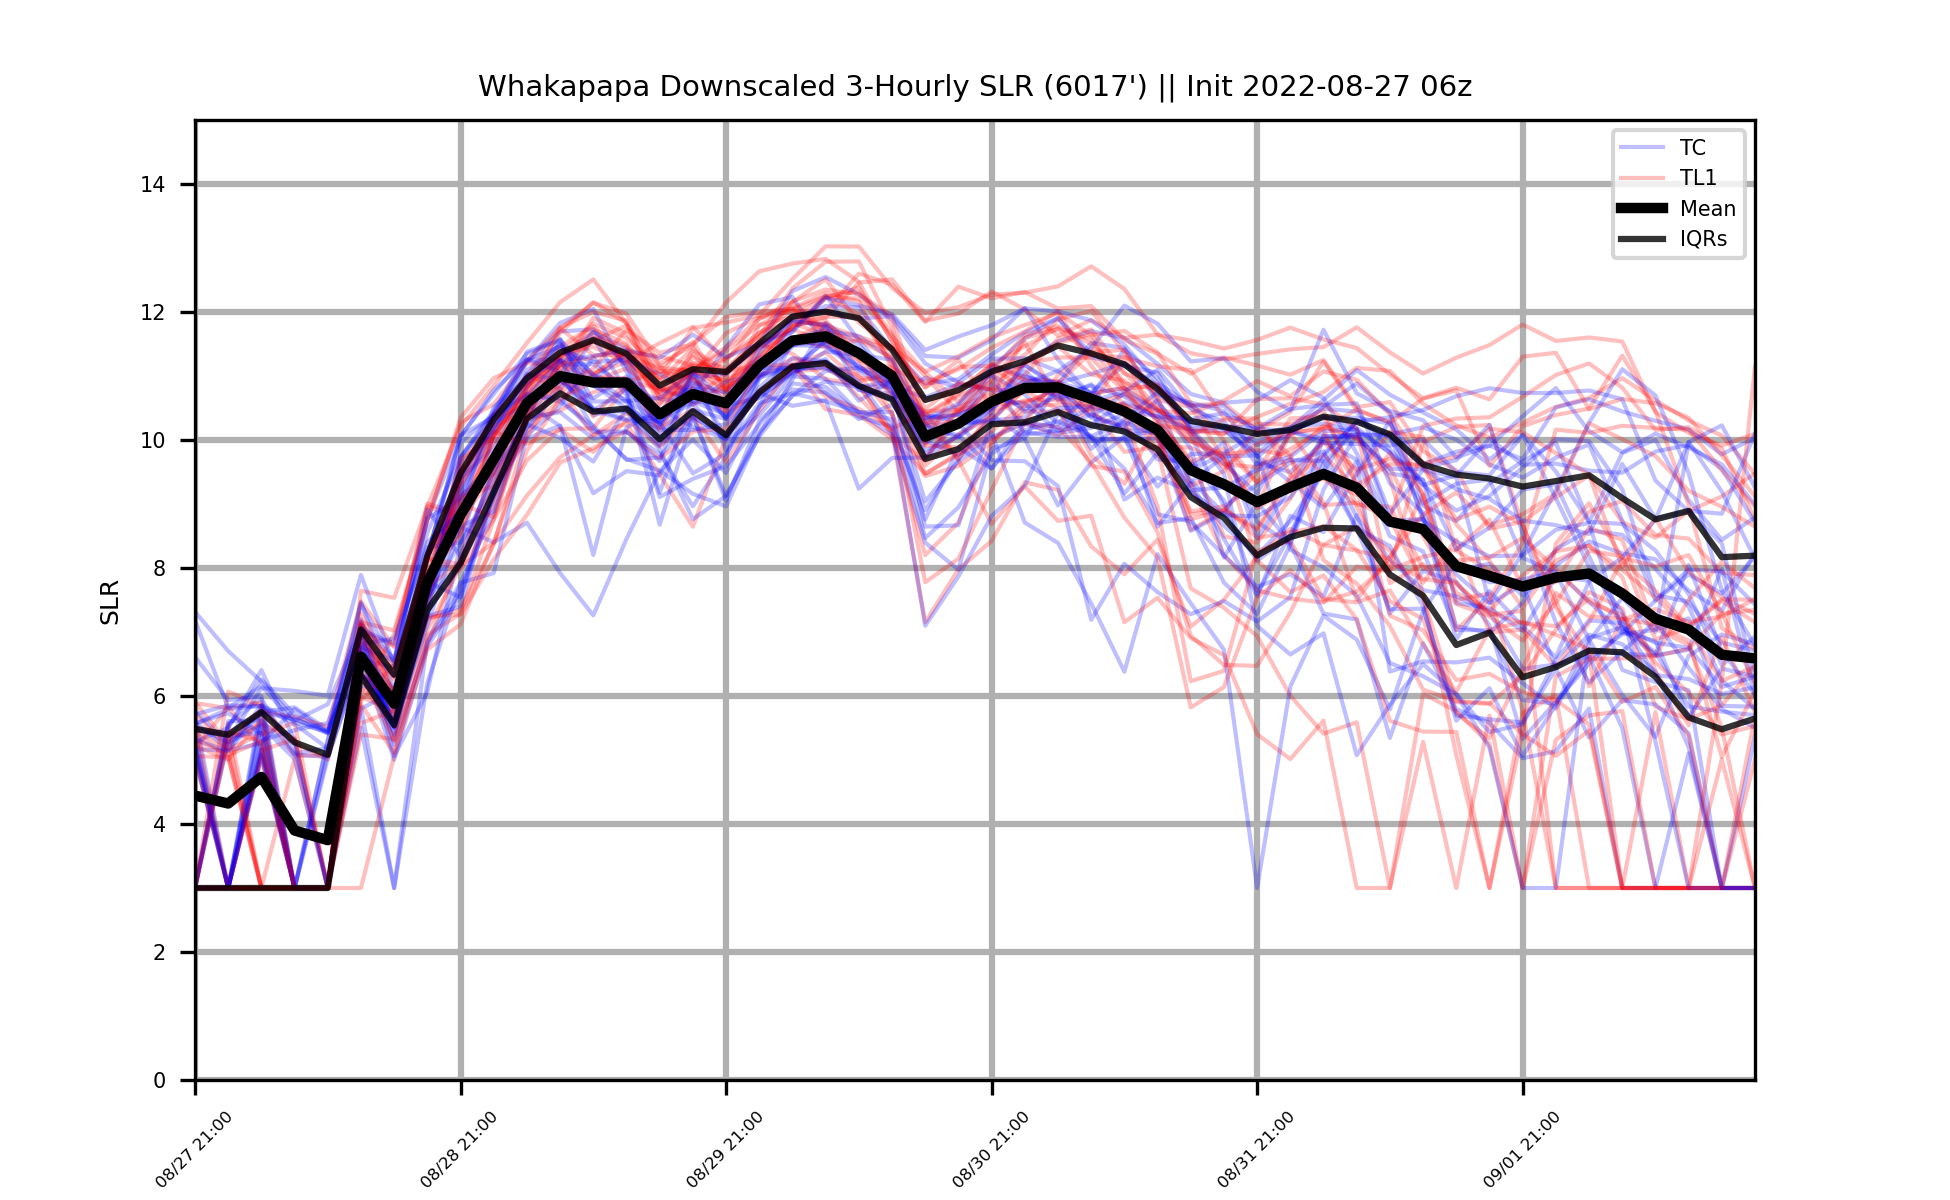 Whakapapa Downscaled 3-Hourly SLR (6017') || Init 2022-08-27 06z
TC
TL1
Mean
IQRs
14
12
10
8
6
4
2
0
SLR
08/27 21:00
08/28 21:00
08/29 21:00
08/30 21:00
08/31 21:00
09/01 21:00